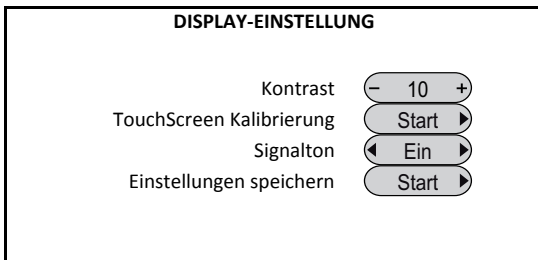 DISPLAY-EINSTELLUNG
Kontrast − 10 +
TouchScreen Kalibrierung Start
Signalton Ein
Einstellungen speichern Start